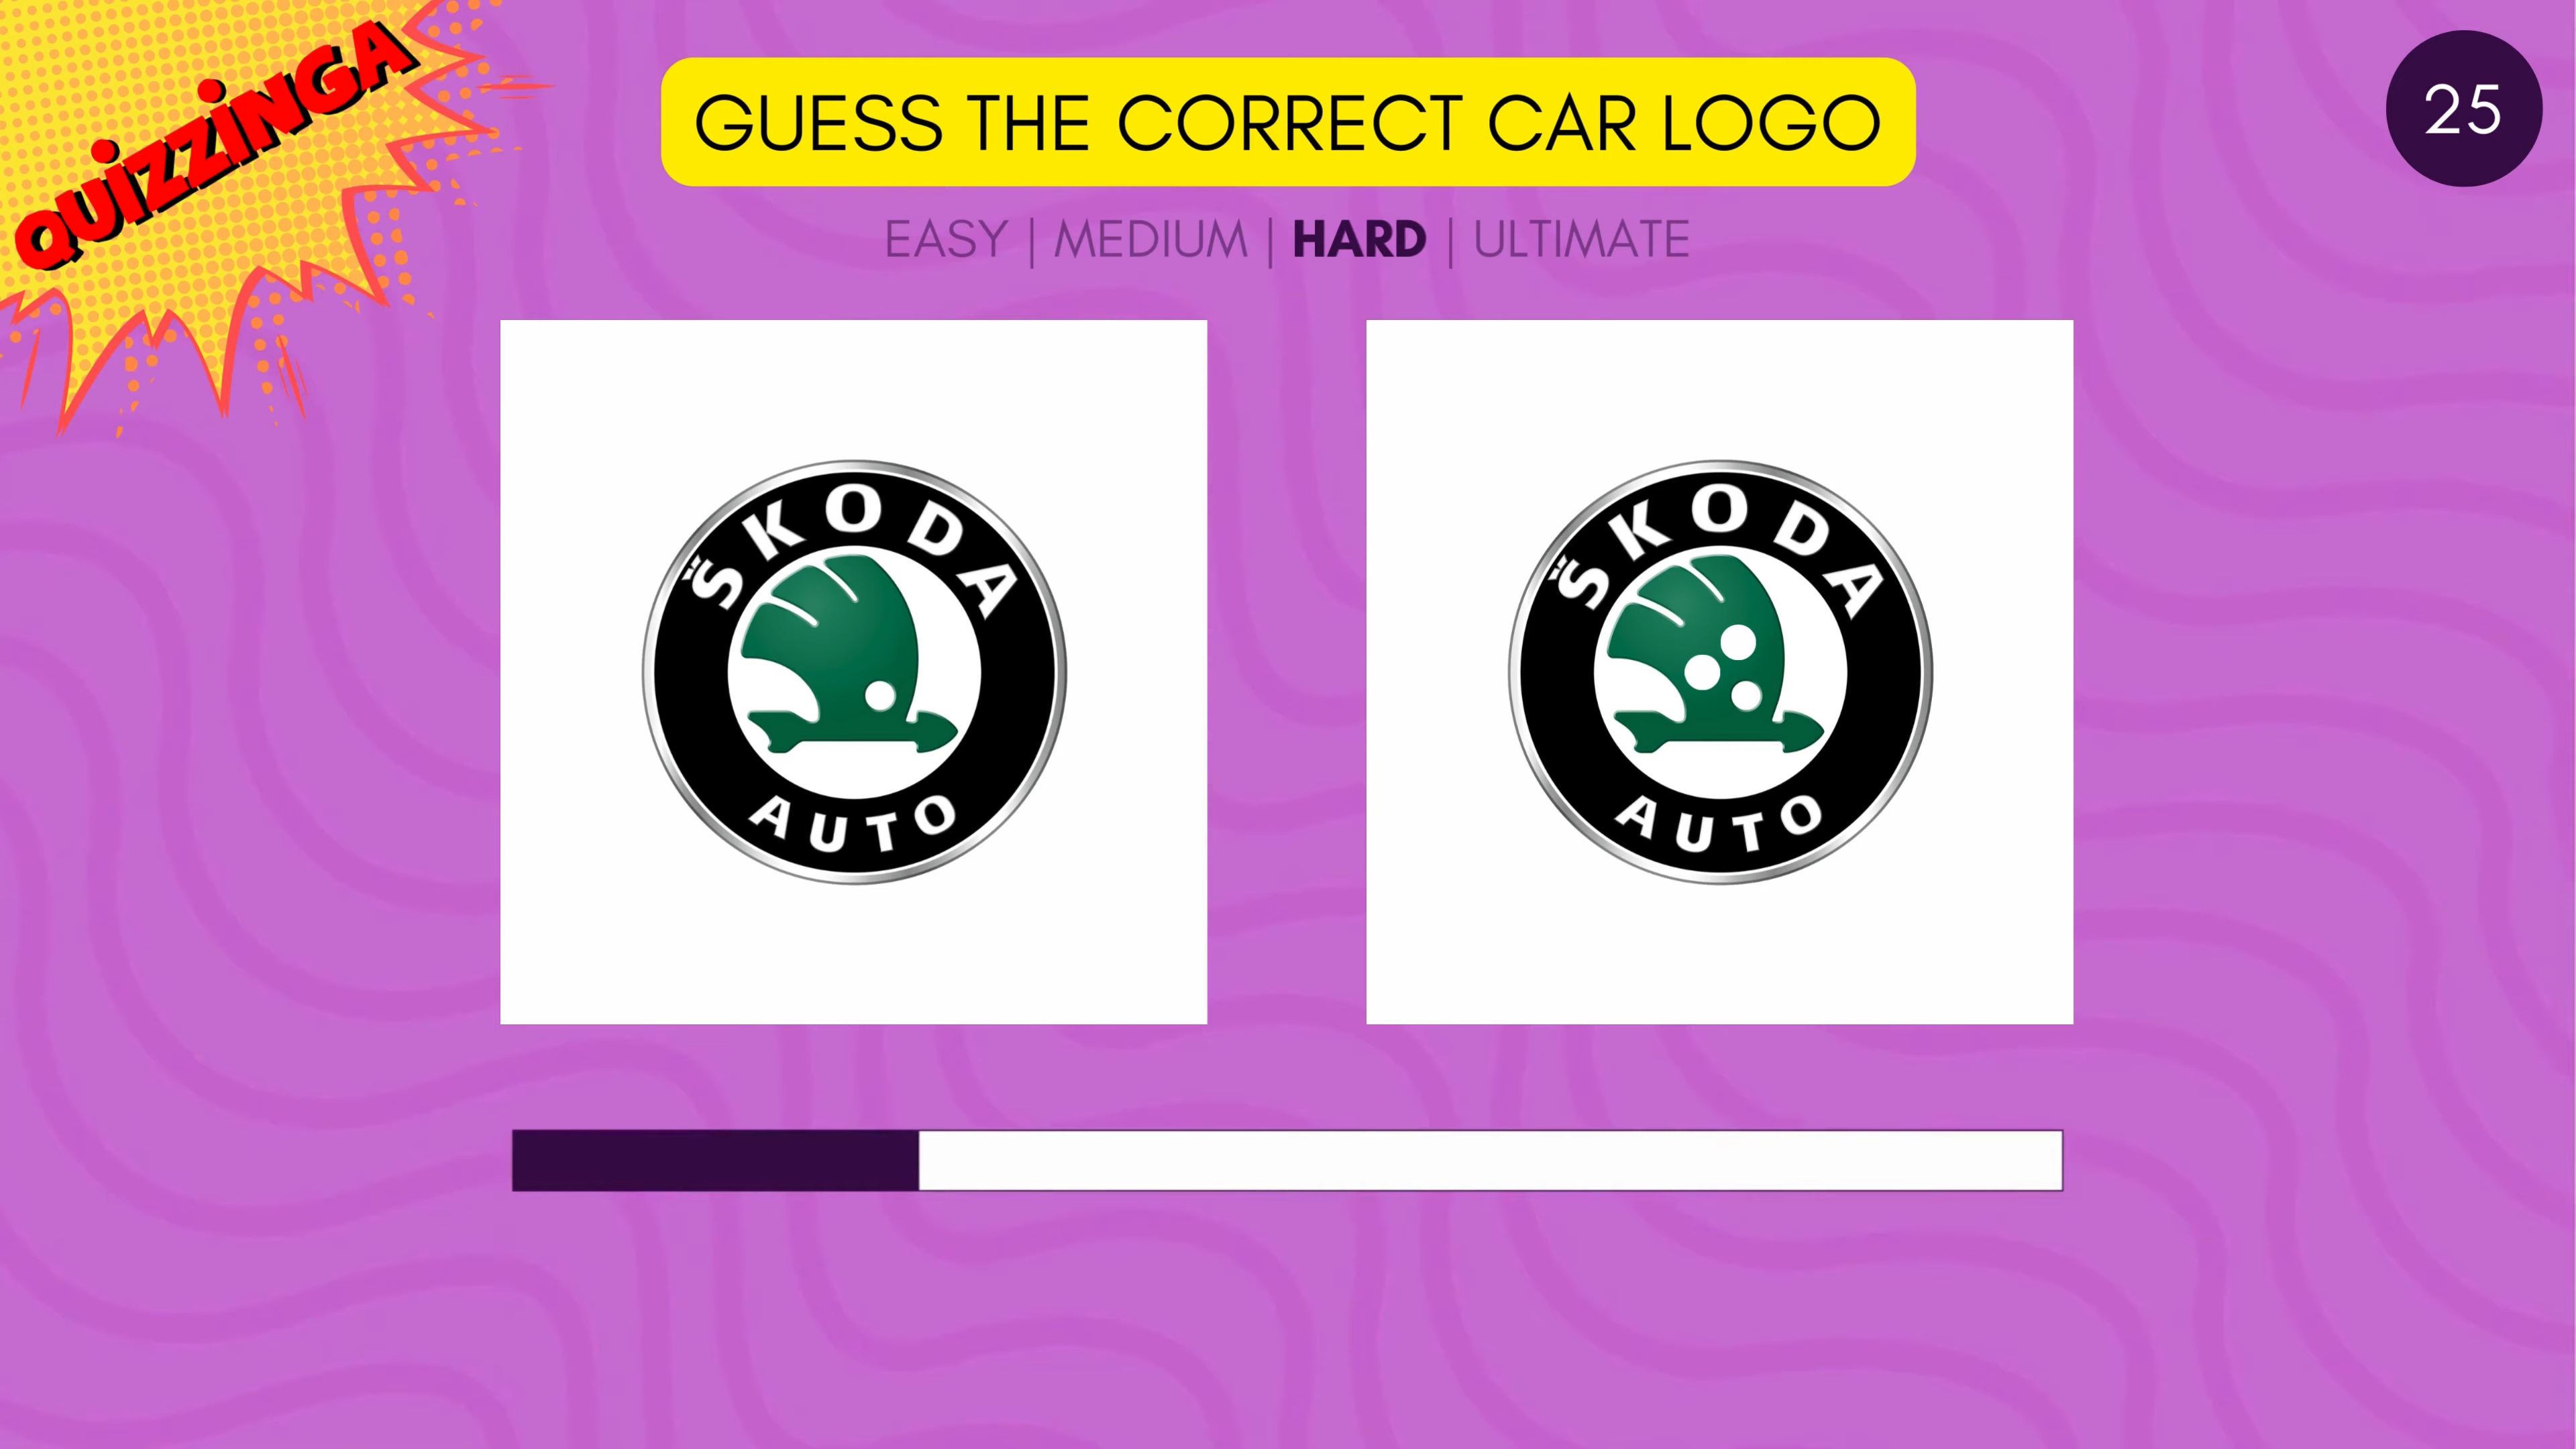 QUiZZiNGA
GUESS THE CORRECT CAR LOGO
25
EASY | MEDIUM | HARD | ULTIMATE
ŠKODA
AUTO
ŠKODA
AUTO